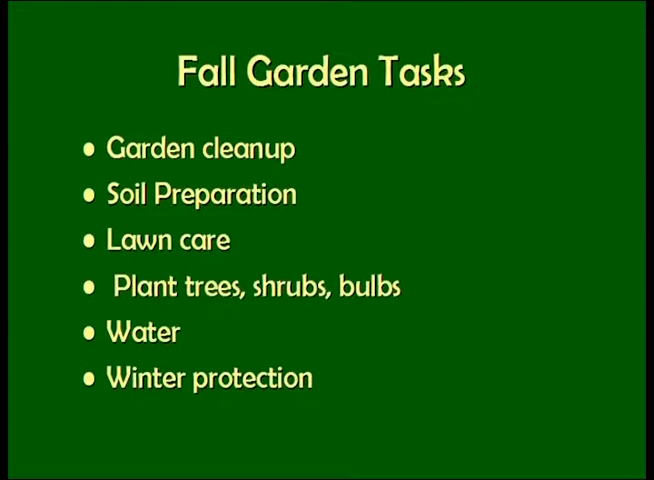 Fall Garden Tasks
• Garden cleanup
• Soil Preparation
• Lawn care
• Plant trees, shrubs, bulbs
• Water
• Winter protection